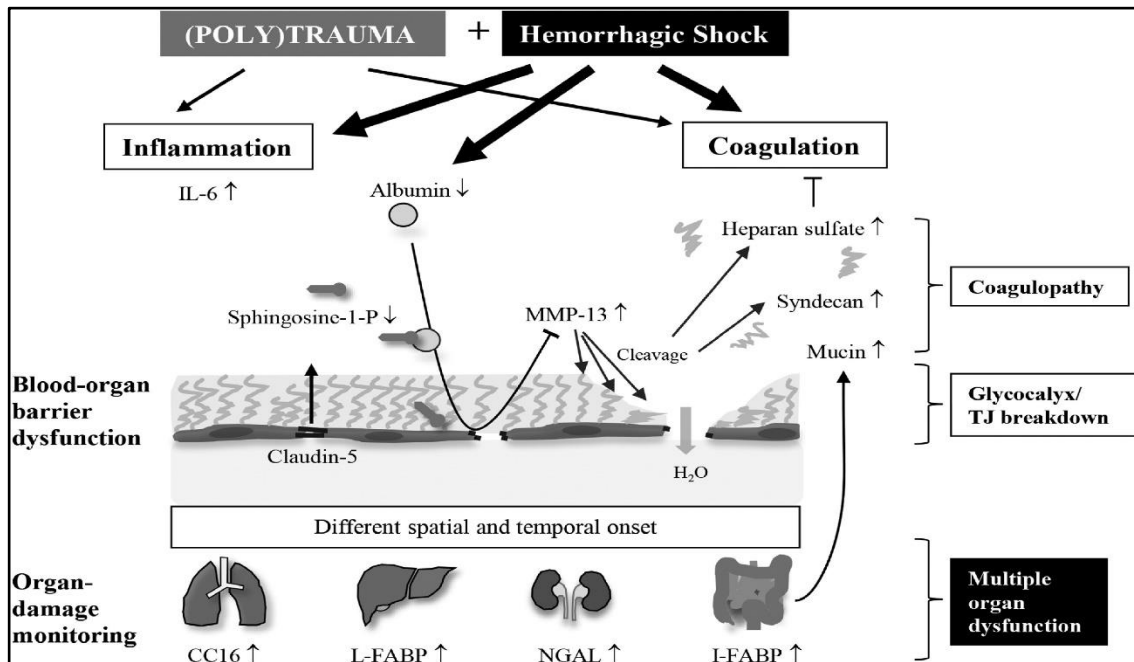 (POLY)TRAUMA + Hemorrhagic Shock
Inflammation
Coagulation
IL-6 ↑
Albumin ↓
Heparan sulfate ↑
Sphingosine-1-P ↓
MMP-13 ↑
Syndecan ↑
Cleavage
Mucin ↑
Coagulopathy
Blood-organ
barrier
dysfunction
Glycocalyx/
TJ breakdown
Claudin-5
H₂O
Different spatial and temporal onset
Organ-
damage
monitoring
CC16 ↑
L-FABP ↑
NGAL ↑
I-FABP ↑
Multiple
organ
dysfunction